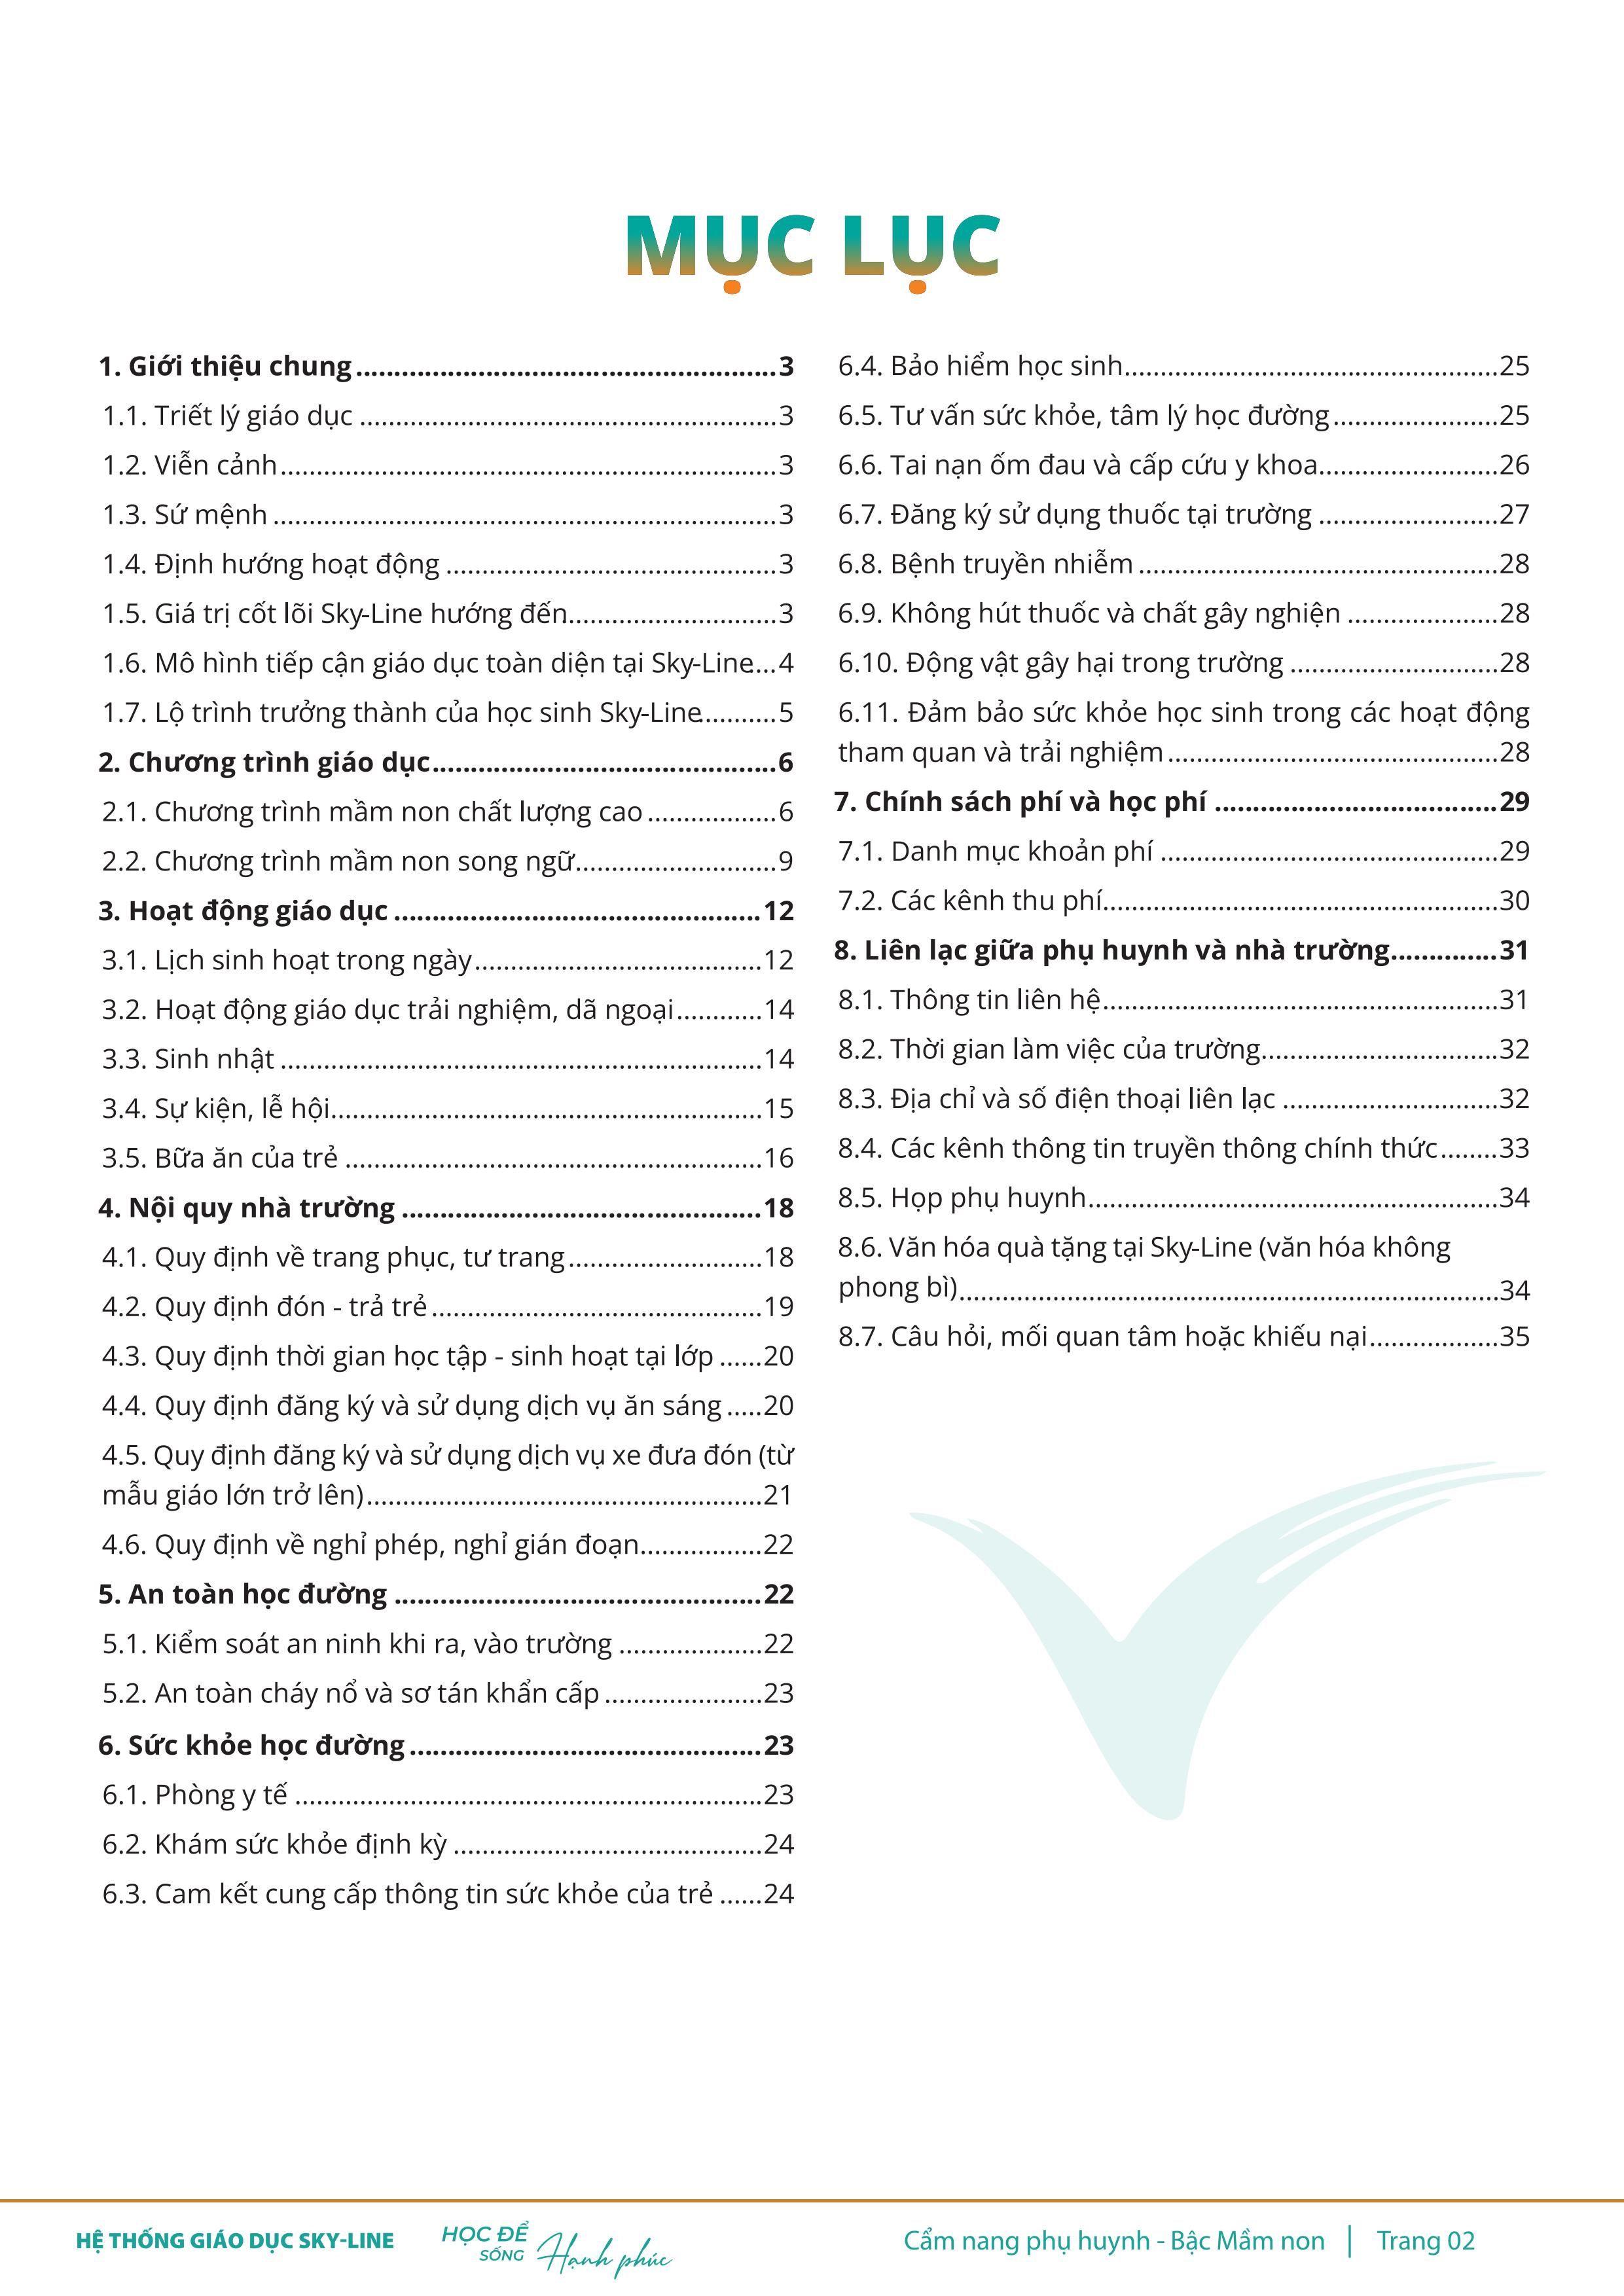 MỤC LỤC
1. Giới thiệu chung.......................................................3
1.1. Triết lý giáo dục ..........................................................3
1.2. Viễn cảnh.....................................................................3
1.3. Sứ mệnh ......................................................................3
1.4. Định hướng hoạt động ..............................................3
1.5. Giá trị cốt lõi Sky-Line hướng đến.............................3
1.6. Mô hình tiếp cận giáo dục toàn diện tại Sky-Line....4
1.7. Lộ trình trưởng thành của học sinh Sky-Line...........5
2. Chương trình giáo dục.............................................6
2.1. Chương trình mầm non chất lượng cao ..................6
2.2. Chương trình mầm non song ngữ............................9
3. Hoạt động giáo dục ................................................12
3.1. Lịch sinh hoạt trong ngày........................................12
3.2. Hoạt động giáo dục trải nghiệm, dã ngoại............14
3.3. Sinh nhật ...................................................................14
3.4. Sự kiện, lễ hội............................................................15
3.5. Bữa ăn của trẻ ..........................................................16
4. Nội quy nhà trường ...............................................18
4.1. Quy định về trang phục, tư trang...........................18
4.2. Quy định đón - trả trẻ..............................................19
4.3. Quy định thời gian học tập - sinh hoạt tại lớp ......20
4.4. Quy định đăng ký và sử dụng dịch vụ ăn sáng .....20
4.5. Quy định đăng ký và sử dụng dịch vụ xe đưa đón (từ
mẫu giáo lớn trở lên).......................................................21
4.6. Quy định về nghỉ phép, nghỉ gián đoạn.................22
5. An toàn học đường ................................................22
5.1. Kiểm soát an ninh khi ra, vào trường ....................22
5.2. An toàn cháy nổ và sơ tán khẩn cấp ......................23
6. Sức khỏe học đường..............................................23
6.1. Phòng y tế .................................................................23
6.2. Khám sức khỏe định kỳ ...........................................24
6.3. Cam kết cung cấp thông tin sức khỏe của trẻ ......24
6.4. Bảo hiểm học sinh....................................................25
6.5. Tư vấn sức khỏe, tâm lý học đường.......................25
6.6. Tai nạn ốm đau và cấp cứu y khoa.........................26
6.7. Đăng ký sử dụng thuốc tại trường .........................27
6.8. Bệnh truyền nhiễm ..................................................28
6.9. Không hút thuốc và chất gây nghiện .....................28
6.10. Động vật gây hại trong trường .............................28
6.11. Đảm bảo sức khỏe học sinh trong các hoạt động
tham quan và trải nghiệm ..............................................28
7. Chính sách phí và học phí .....................................29
7.1. Danh mục khoản phí ...............................................29
7.2. Các kênh thu phí.......................................................30
8. Liên lạc giữa phụ huynh và nhà trường..............31
8.1. Thông tin liên hệ.......................................................31
8.2. Thời gian làm việc của trường.................................32
8.3. Địa chỉ và số điện thoại liên lạc ..............................32
8.4. Các kênh thông tin truyền thông chính thức........33
8.5. Họp phụ huynh.........................................................34
8.6. Văn hóa quà tặng tại Sky-Line (văn hóa không
phong bì)...........................................................................34
8.7. Câu hỏi, mối quan tâm hoặc khiếu nại..................35
HỆ THỐNG GIÁO DỤC SKY-LINE
HỌC ĐỂ
SỐNG Hạnh phúc
Cẩm nang phụ huynh - Bậc Mầm non | Trang 02